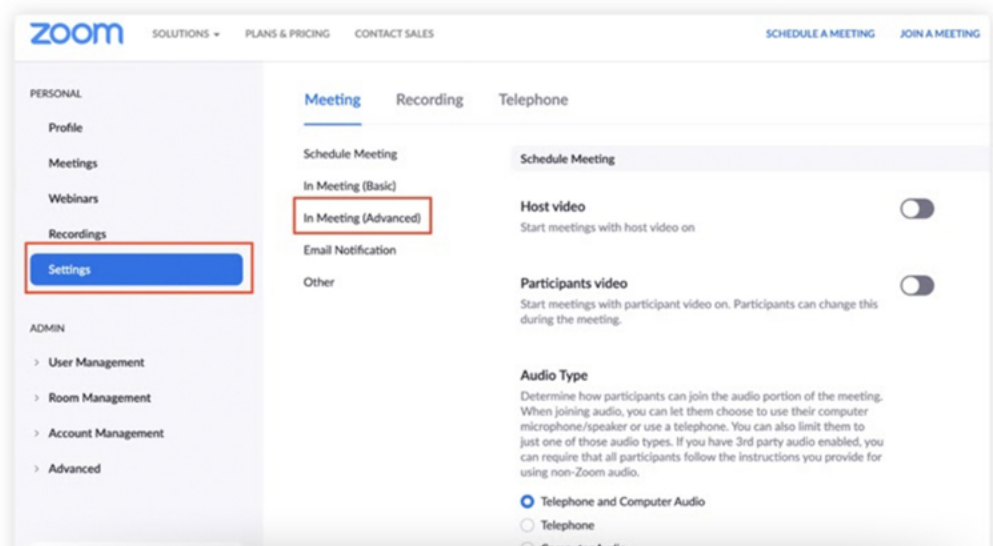 zoom SOLUTIONS PLANS & PRICING CONTACT SALES SCHEDULE A MEETING JOIN A MEETING
PERSONAL
Profile
Meetings
Webinars
Recordings
Settings
ADMIN
User Management
Room Management
Account Management
Advanced
Meeting Recording Telephone
Schedule Meeting
In Meeting (Basic)
In Meeting (Advanced)
Email Notification
Other
Schedule Meeting
Host video
Start meetings with host video on
Participants video
Start meetings with participant video on. Participants can change this
during the meeting.
Audio Type
Determine how participants can join the audio portion of the meeting.
When joining audio, you can let them choose to use their computer
microphone/speaker or use a telephone. You can also limit them to
just one of those audio types. If you have 3rd party audio enabled, you
can require that all participants follow the instructions you provide for
using non-Zoom audio.
Telephone and Computer Audio
Telephone